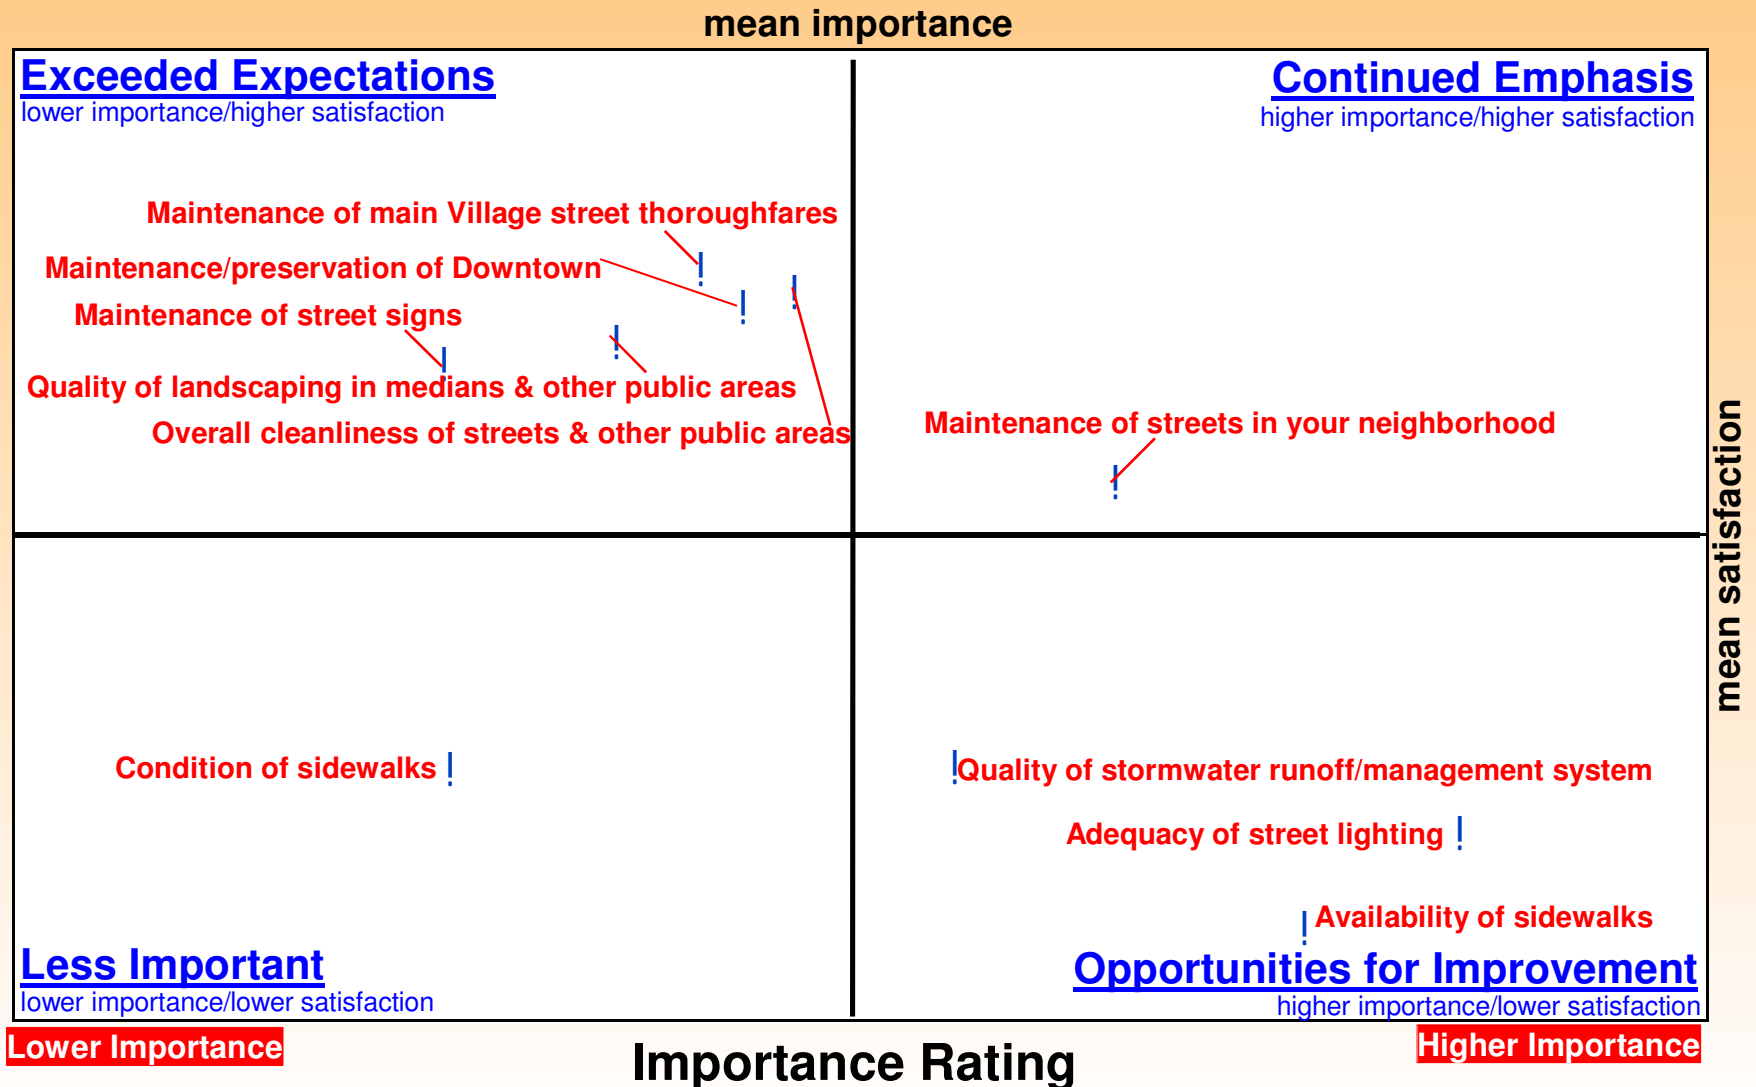 mean importance
Exceeded Expectations
lower importance/higher satisfaction
Continued Emphasis
higher importance/higher satisfaction
Maintenance of main Village street thoroughfares
Maintenance/preservation of Downtown
Maintenance of street signs
Quality of landscaping in medians & other public areas
Overall cleanliness of streets & other public areas
Maintenance of streets in your neighborhood
mean satisfaction
Condition of sidewalks
Quality of stormwater runoff/management system
Adequacy of street lighting
Availability of sidewalks
Less Important
lower importance/lower satisfaction
Opportunities for Improvement
higher importance/lower satisfaction
Lower Importance
Importance Rating
Higher Importance